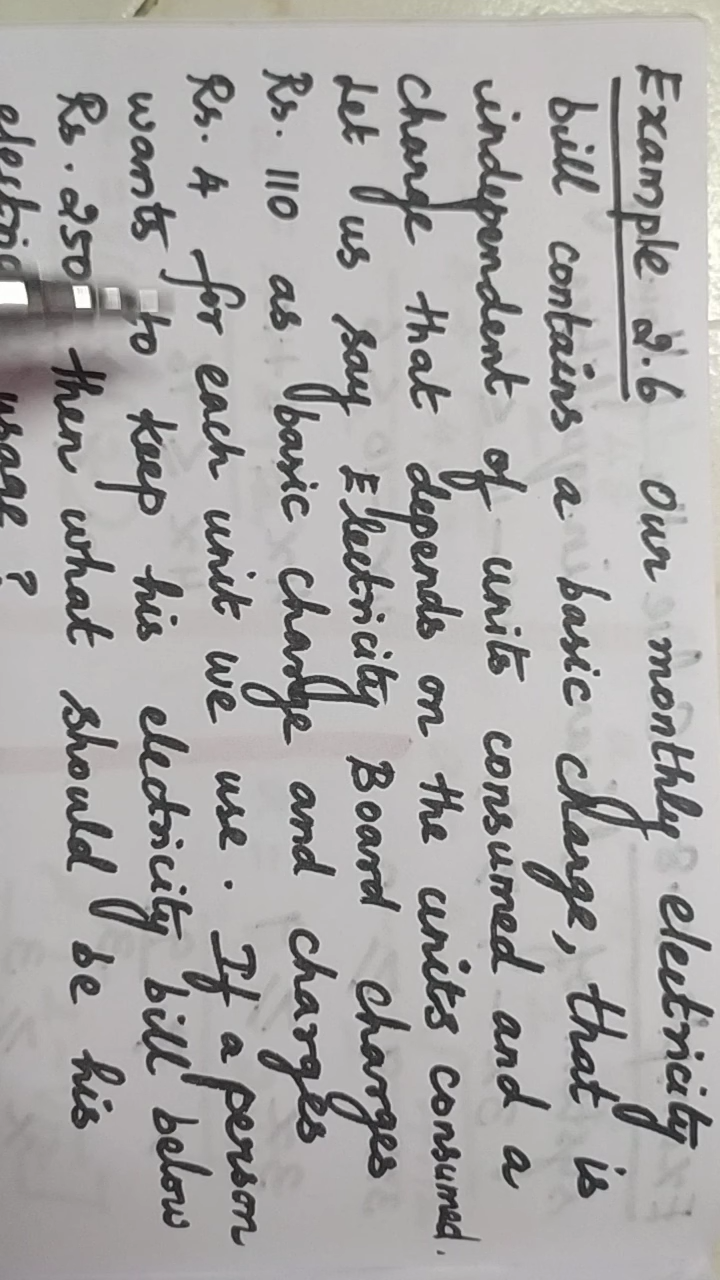 Example 2.6 Our monthly electricity
bill contains a basic charge, that is
independent of units consumed and a
charge that depends on the units consumed.
Let us say Electricity Board charges
Rs. 110 as basic charge and charges
Rs. 4 for each unit we use. If a person
wants to keep his electricity bill below
Rs. 250 then what should be his
usage?